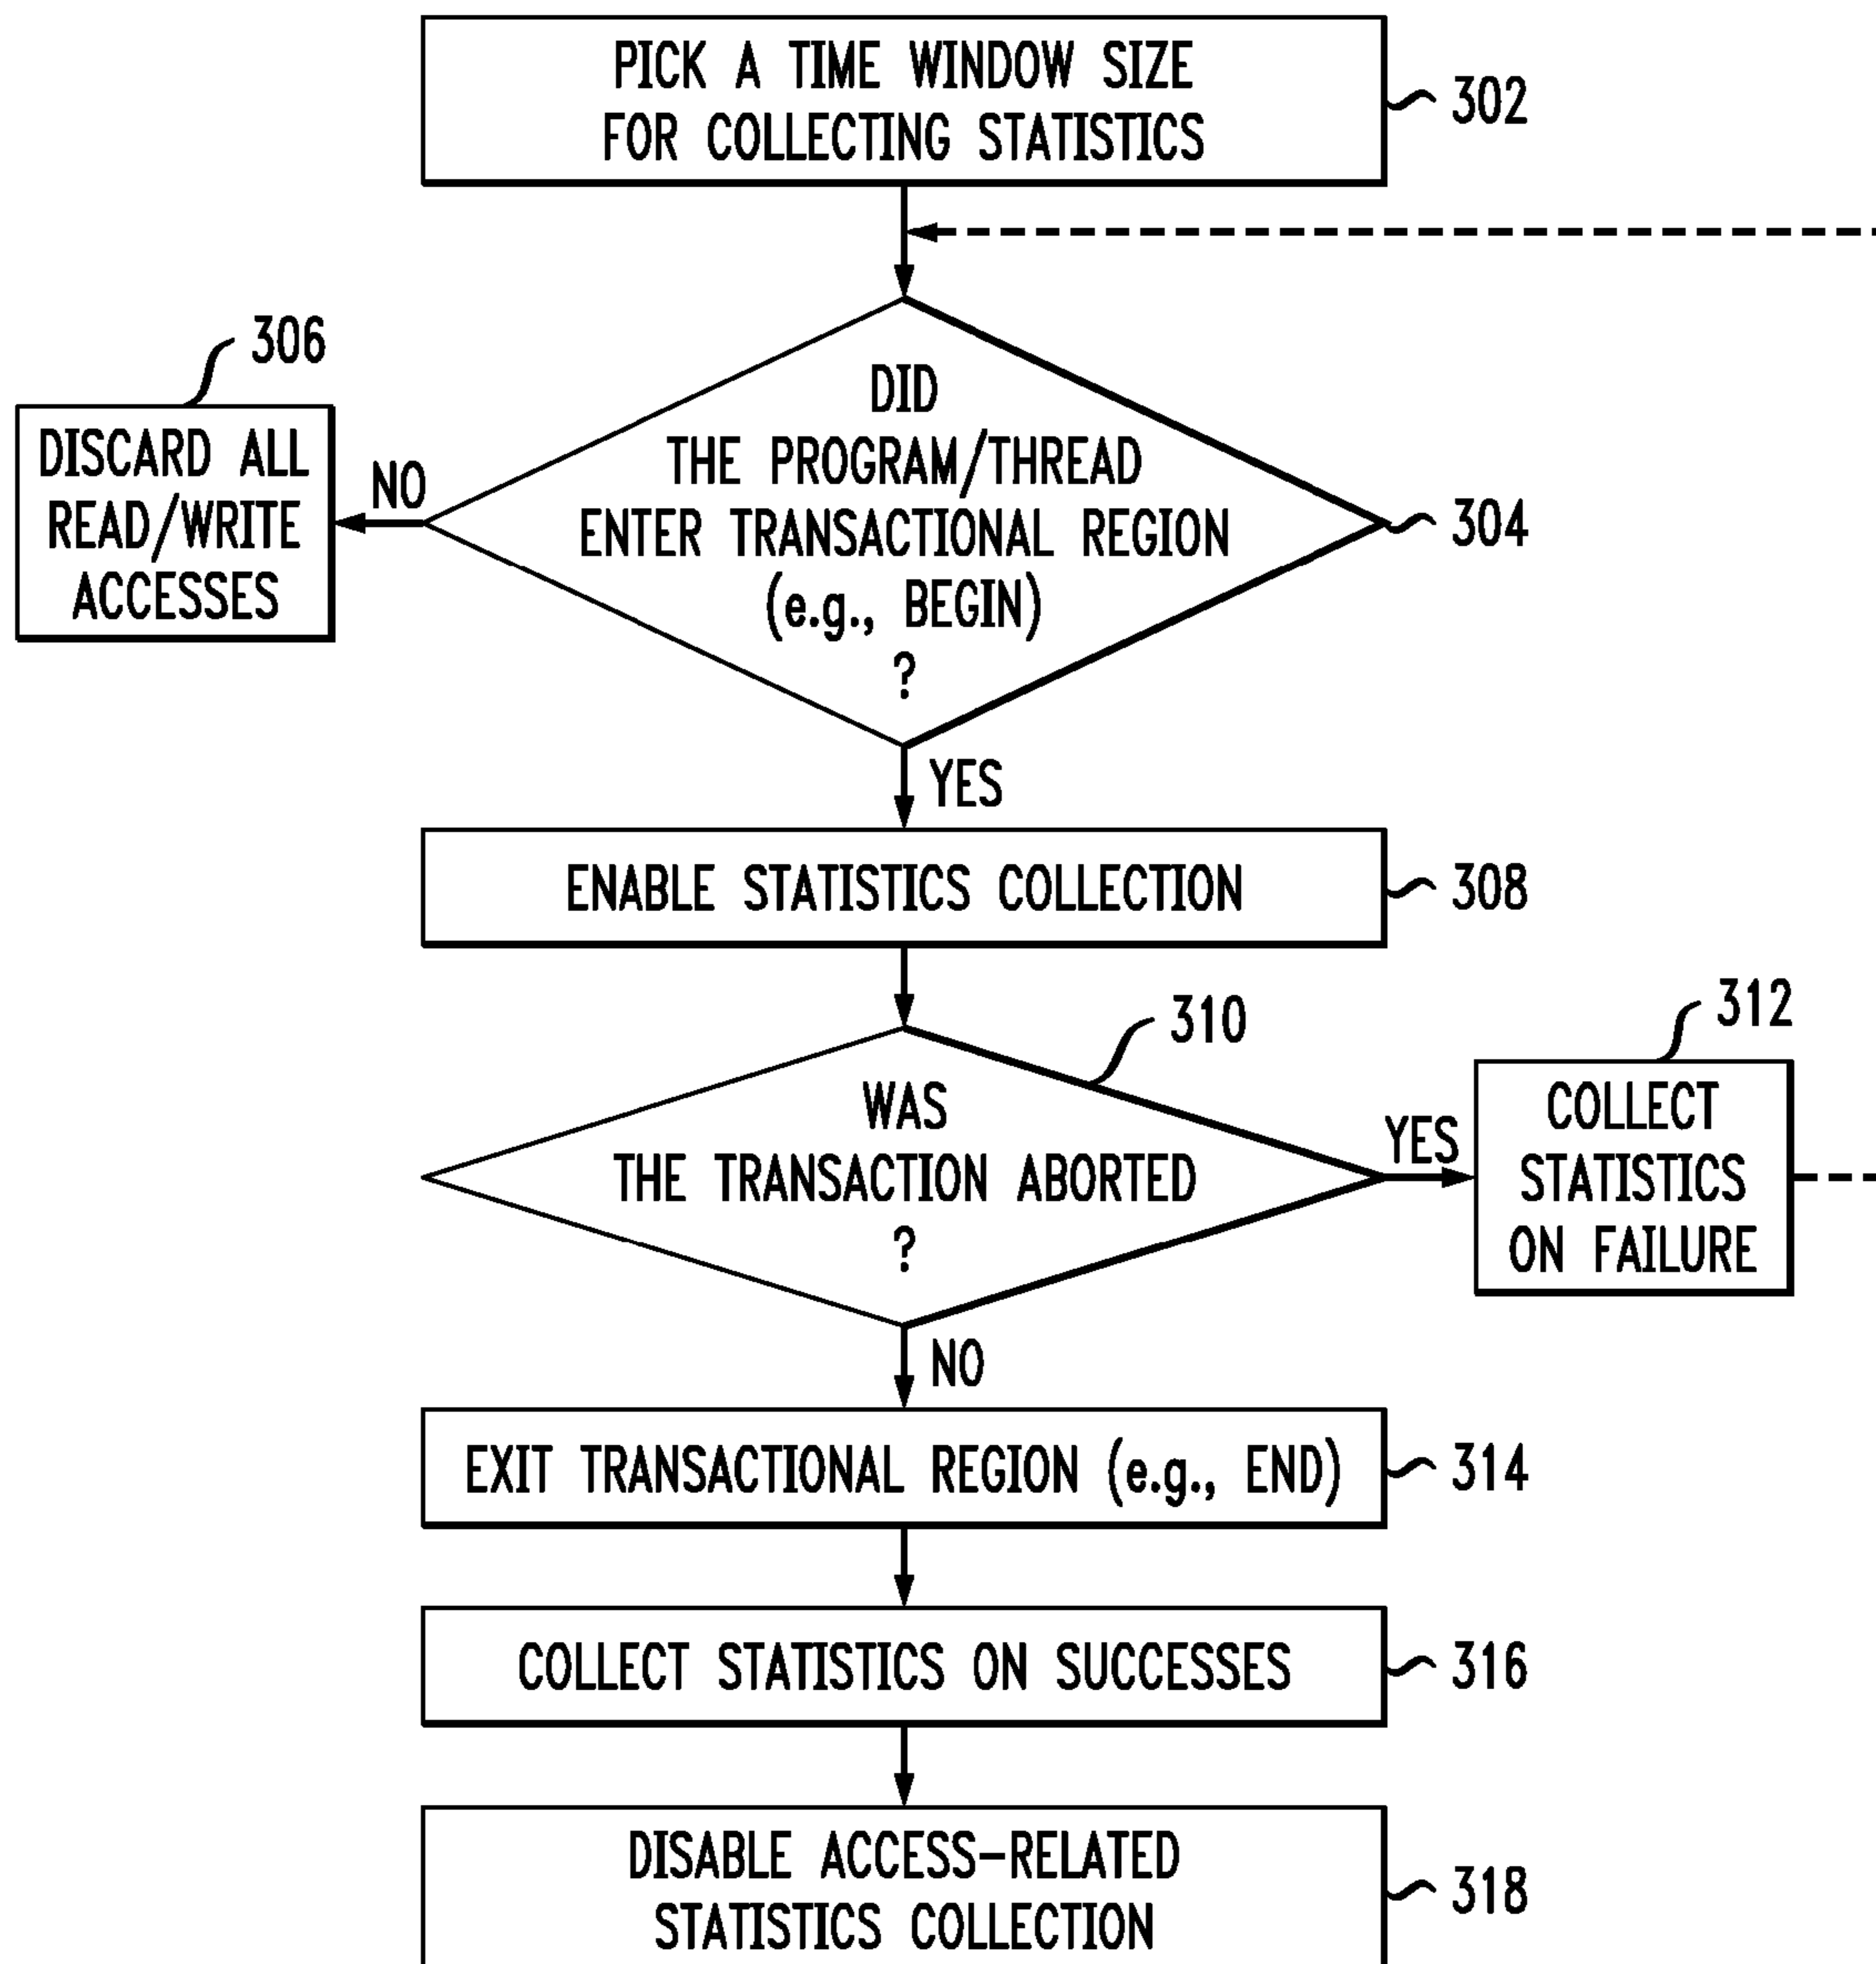 PICK A TIME WINDOW SIZE
FOR COLLECTING STATISTICS
302
306
DISCARD ALL
READ/WRITE
ACCESSES
NO
DID
THE PROGRAM/THREAD
ENTER TRANSACTIONAL REGION
(e.g., BEGIN)
?
304
YES
ENABLE STATISTICS COLLECTION
308
310
WAS
THE TRANSACTION ABORTED
?
YES
312
COLLECT
STATISTICS
ON FAILURE
NO
EXIT TRANSACTIONAL REGION (e.g., END)
314
COLLECT STATISTICS ON SUCCESSES
316
DISABLE ACCESS-RELATED
STATISTICS COLLECTION
318